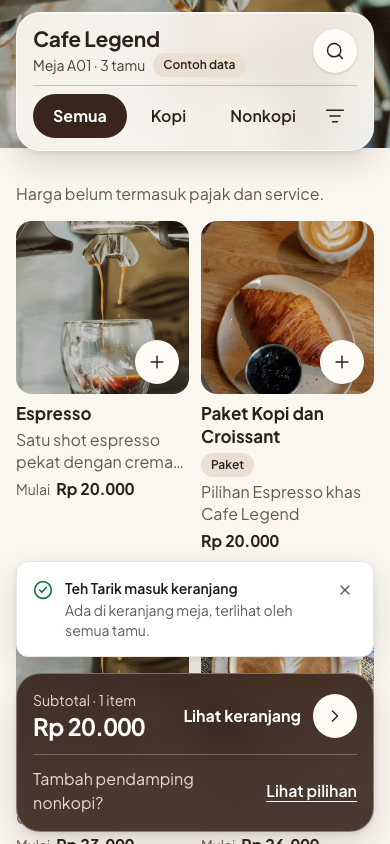 Cafe Legend
Meja A01 · 3 tamu
Contoh data
Semua
Kopi
Nonkopi
Harga belum termasuk pajak dan service.
Espresso
Satu shot espresso
pekat dengan crema...
Mulai Rp 20.000
Paket Kopi dan
Croissant
Paket
Pilihan Espresso khas
Cafe Legend
Rp 20.000
Teh Tarik masuk keranjang
Ada di keranjang meja, terlihat oleh
semua tamu.
Subtotal · 1 item
Rp 20.000
Lihat keranjang
Tambah pendamping
nonkopi?
Lihat pilihan